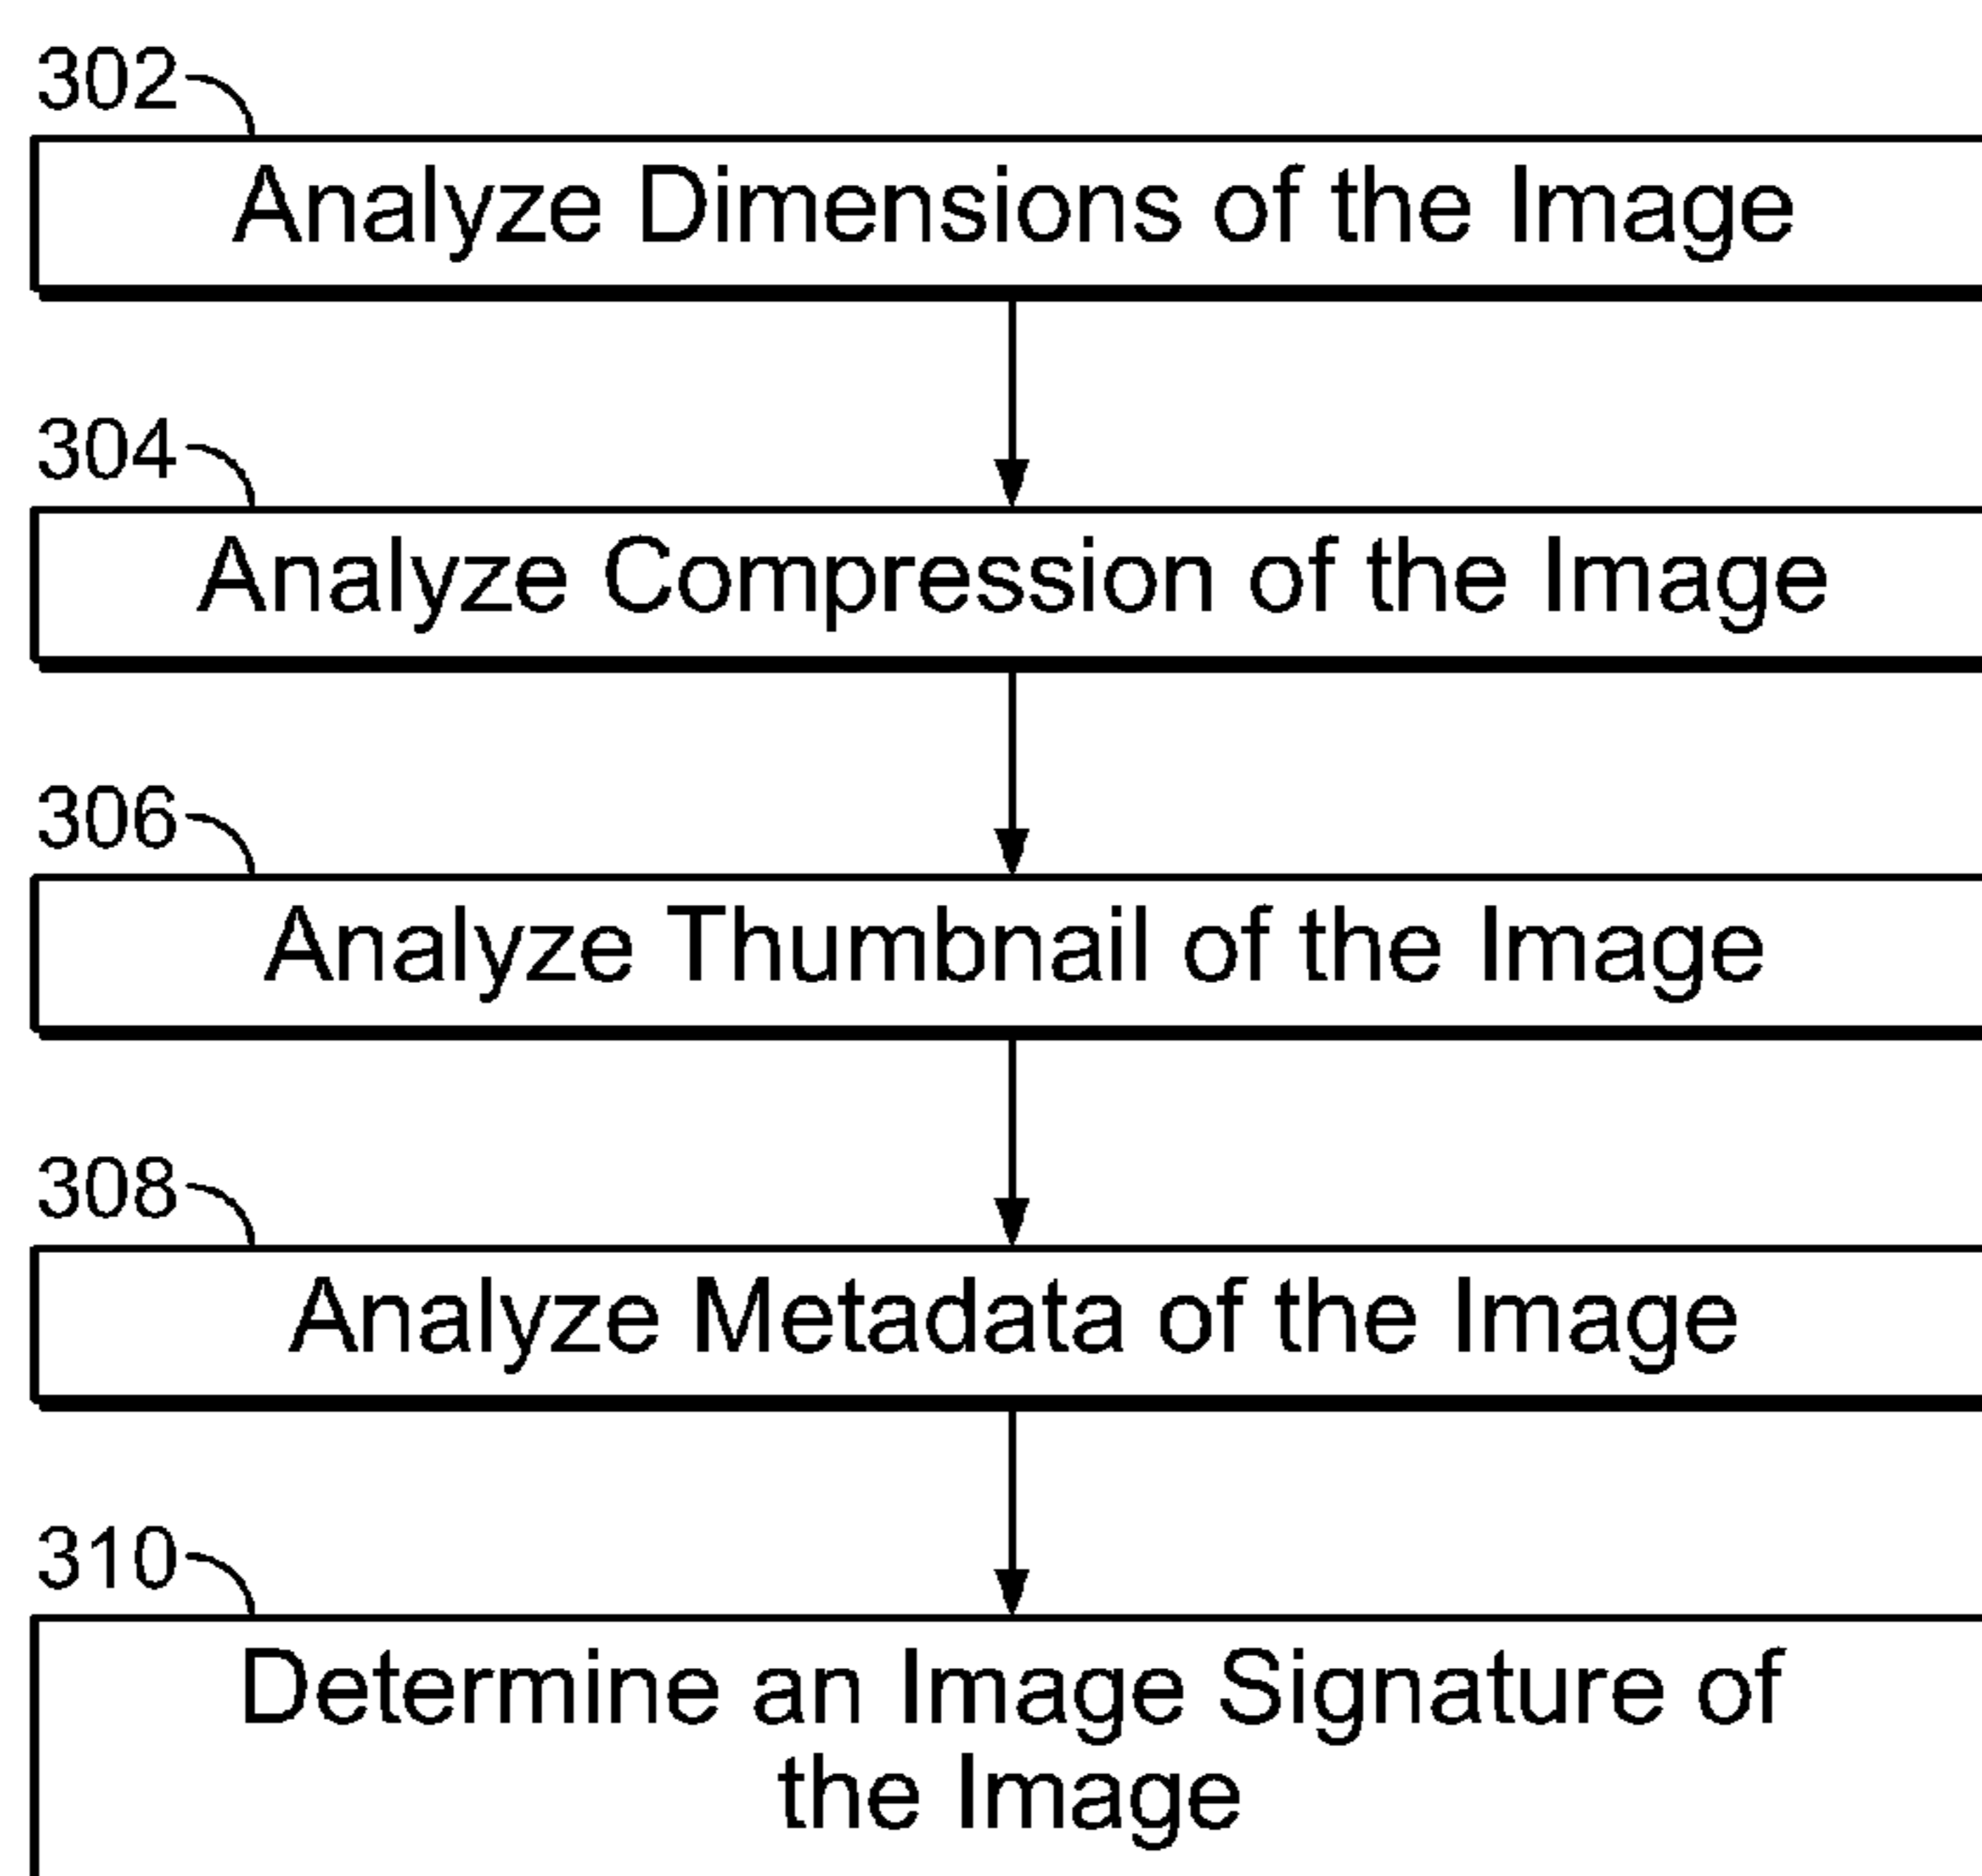 302
Analyze Dimensions of the Image
304
Analyze Compression of the Image
306
Analyze Thumbnail of the Image
308
Analyze Metadata of the Image
310
Determine an Image Signature of
the Image